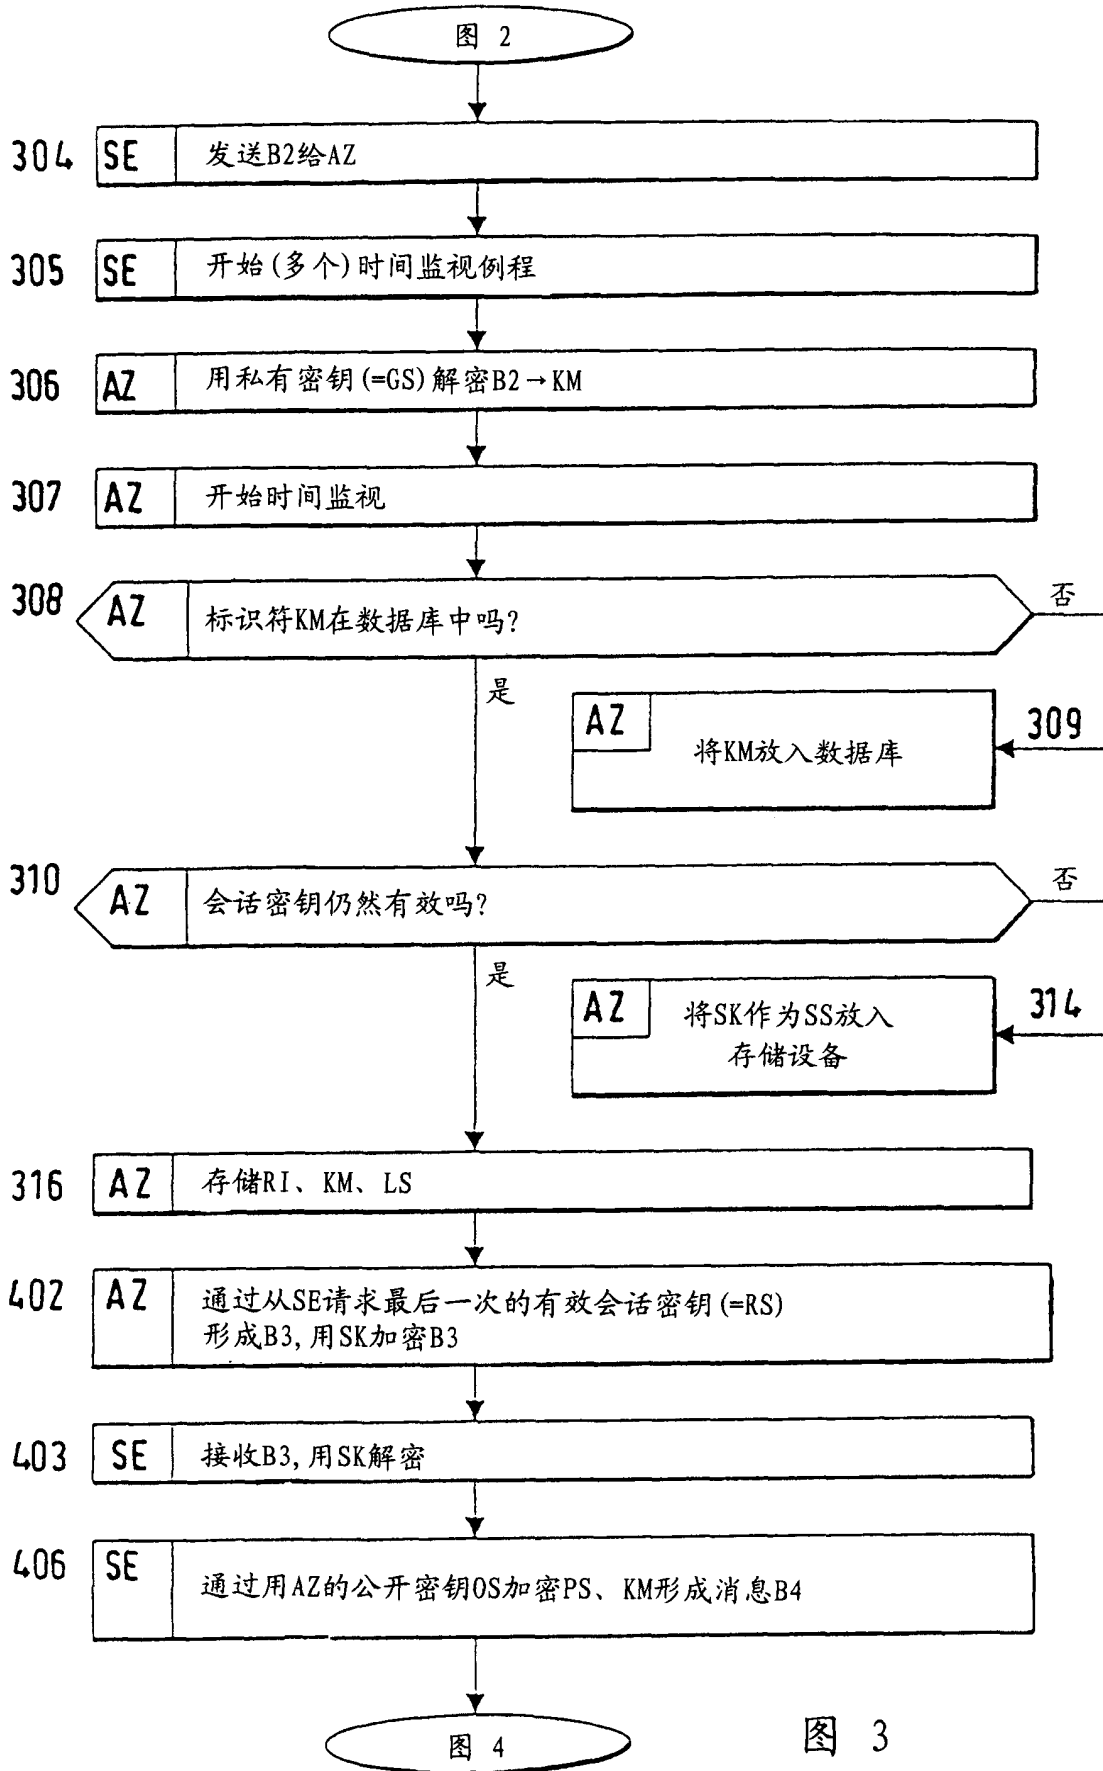 图 2
304 SE 发送B2给AZ
305 SE 开始(多个)时间监视例程
306 AZ 用私有密钥(=GS)解密B2→KM
307 AZ 开始时间监视
308 AZ 标识符KM在数据库中吗? 否
是
AZ 将KM放入数据库 309
310 AZ 会话密钥仍然有效吗? 否
是
AZ 将SK作为SS放入 314
存储设备
316 AZ 存储RI、KM、LS
402 AZ 通过从SE请求最后一次的有效会话密钥(=RS)
形成B3,用SK加密B3
403 SE 接收B3,用SK解密
406 SE 通过用AZ的公开密钥OS加密PS、KM形成消息B4
图 4
图 3